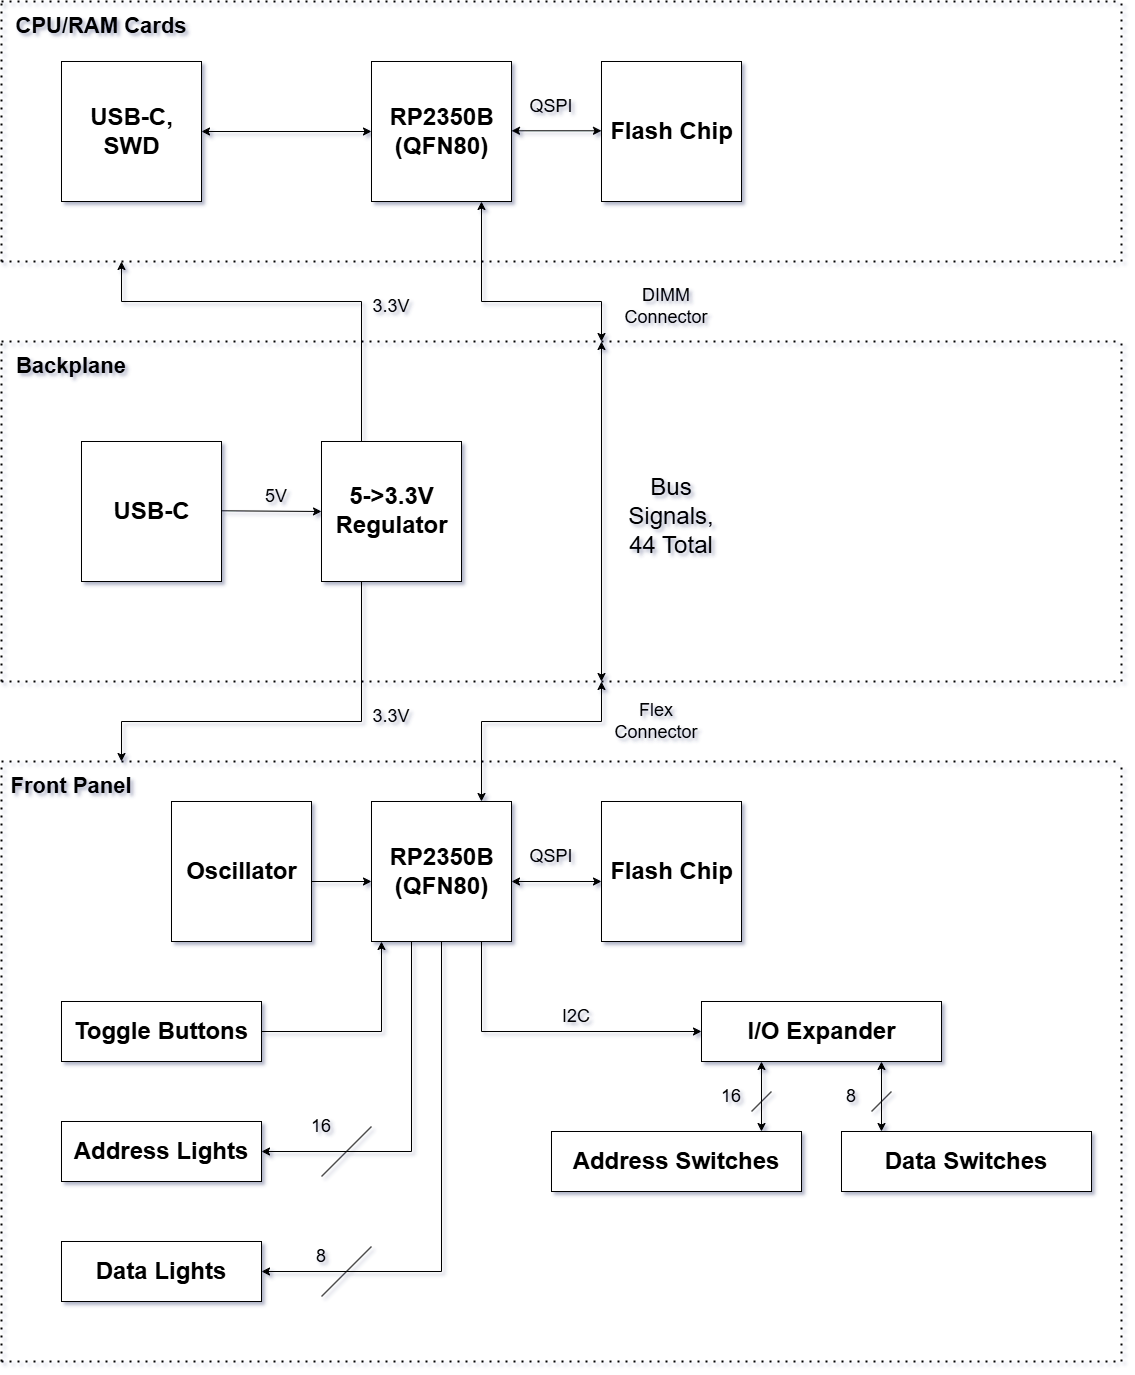 CPU/RAM Cards
USB-C,
SWD
RP2350B
(QFN80)
QSPI
Flash Chip
3.3V
DIMM
Connector
Backplane
USB-C
5V
5->3.3V
Regulator
Bus
Signals,
44 Total
3.3V
Flex
Connector
Front Panel
Oscillator
RP2350B
(QFN80)
QSPI
Flash Chip
Toggle Buttons
I2C
I/O Expander
16
8
Address Lights
16
Address Switches
Data Switches
Data Lights
8